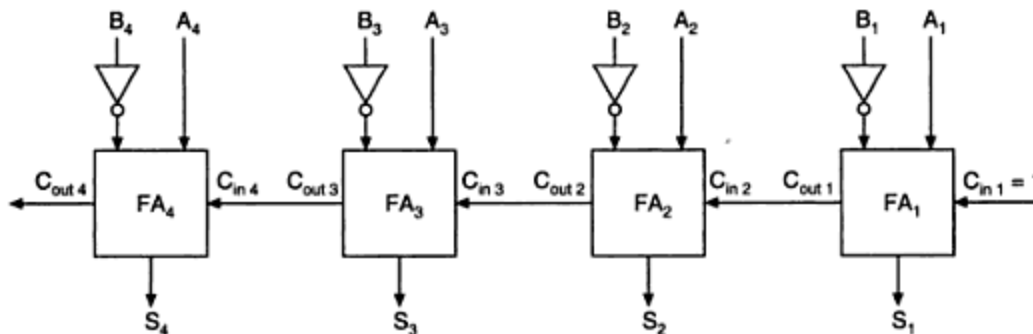 B4 A4 B3 A3 B2 A2 B1 A1
Cout 4 Cin 4 Cout 3 Cin 3 Cout 2 Cin 2 Cout 1 Cin 1 =
FA4 FA3 FA2 FA1
S4 S3 S2 S1